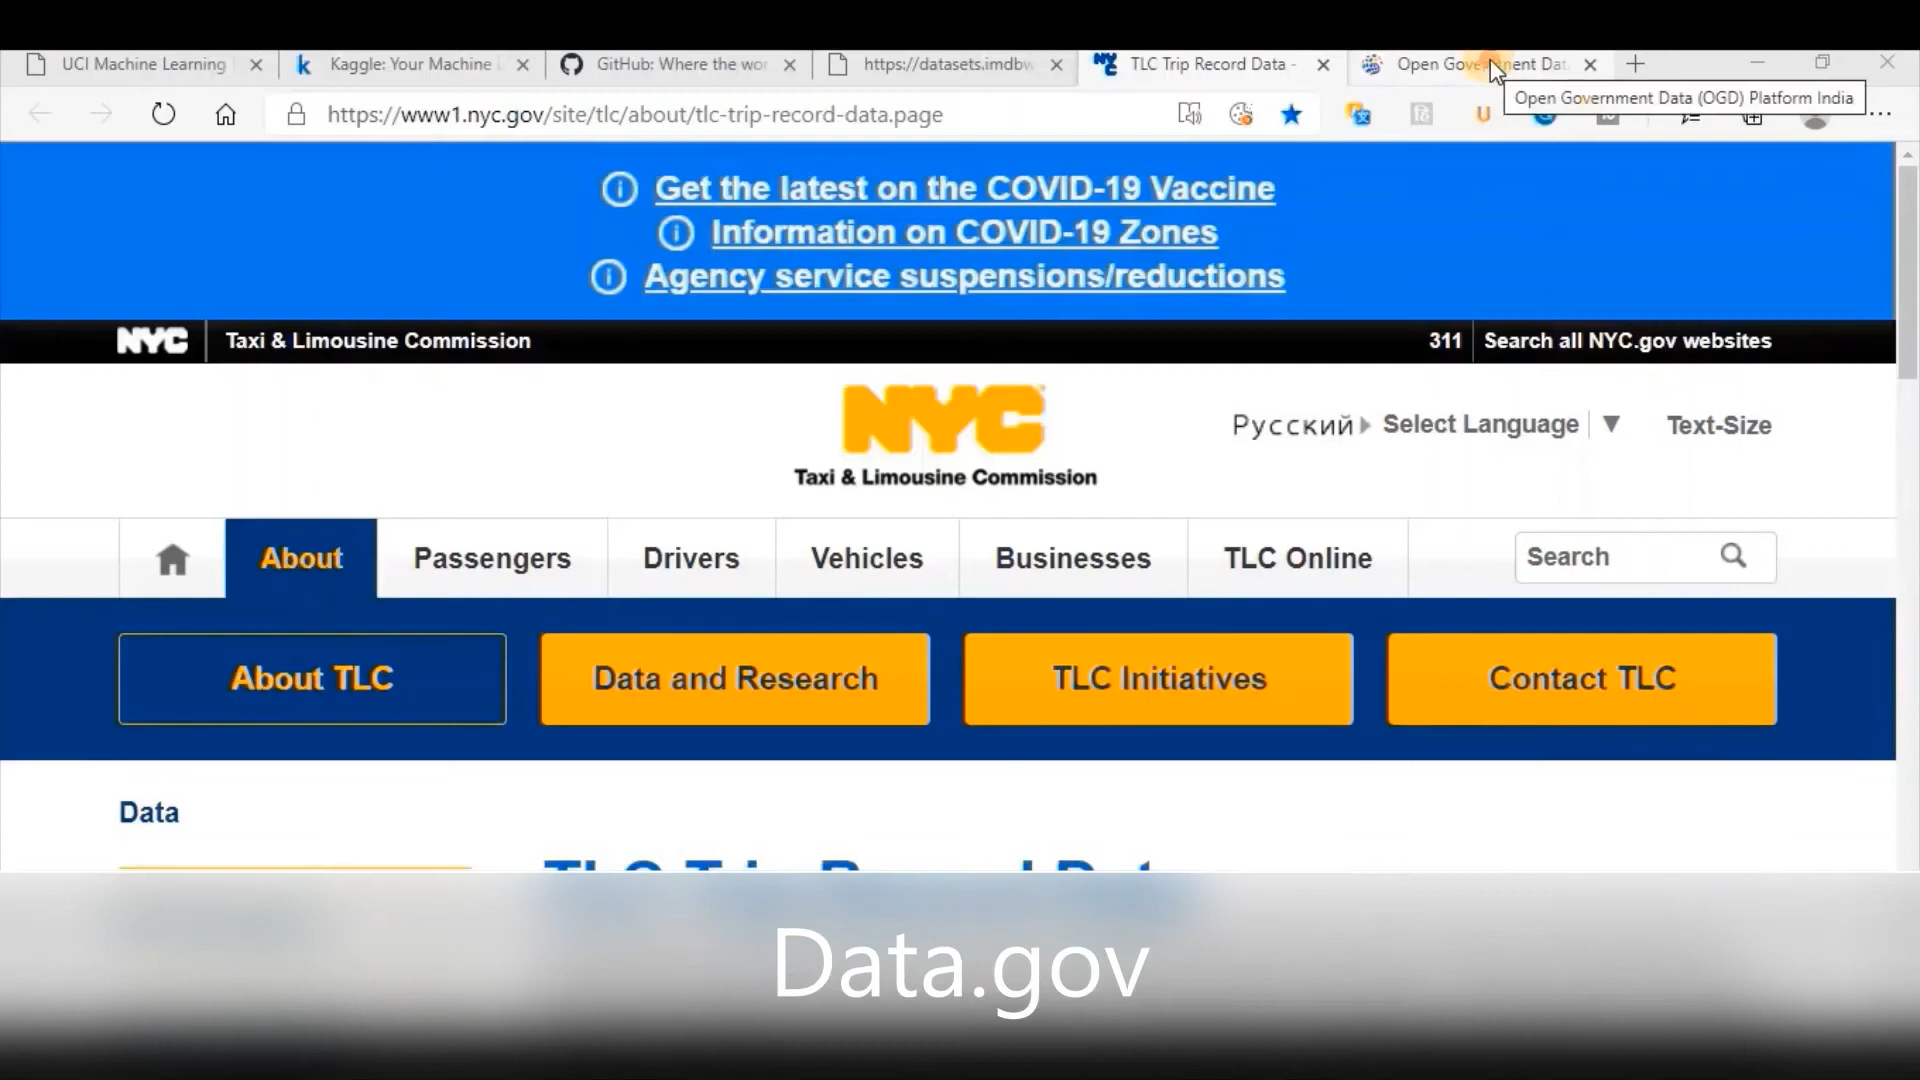 UCI Machine Learning
Kaggle: Your Machine
GitHub: Where the wor
https://datasets.imdbw
TLC Trip Record Data -
Open Government Dat
Open Government Data (OGD) Platform India
https://www1.nyc.gov/site/tlc/about/tlc-trip-record-data.page
Get the latest on the COVID-19 Vaccine
Information on COVID-19 Zones
Agency service suspensions/reductions
NYC Taxi & Limousine Commission 311 Search all NYC.gov websites
NYC
Taxi & Limousine Commission
Русский Select Language ▼ Text-Size
About Passengers Drivers Vehicles Businesses TLC Online Search
About TLC Data and Research TLC Initiatives Contact TLC
Data
TLC Trip Record Data
Data.gov